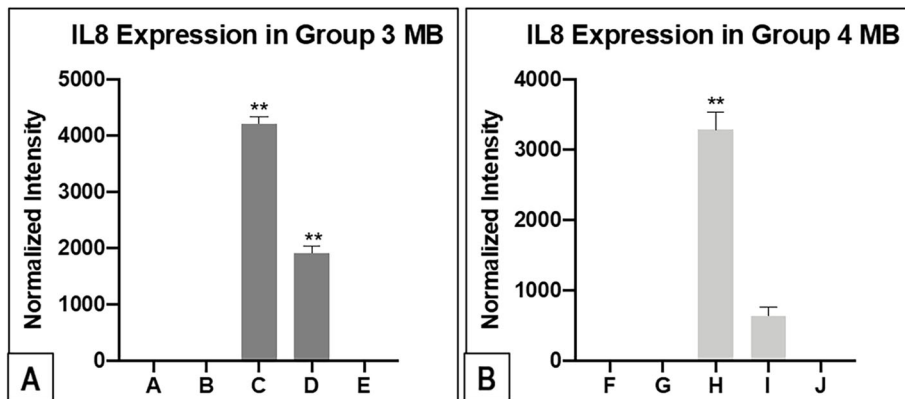 IL8 Expression in Group 3 MB
Normalized Intensity
5000
4000
3000
2000
1000
0
**
**
A B C D E
A
IL8 Expression in Group 4 MB
Normalized Intensity
4000
3000
2000
1000
0
**
F G H I J
B